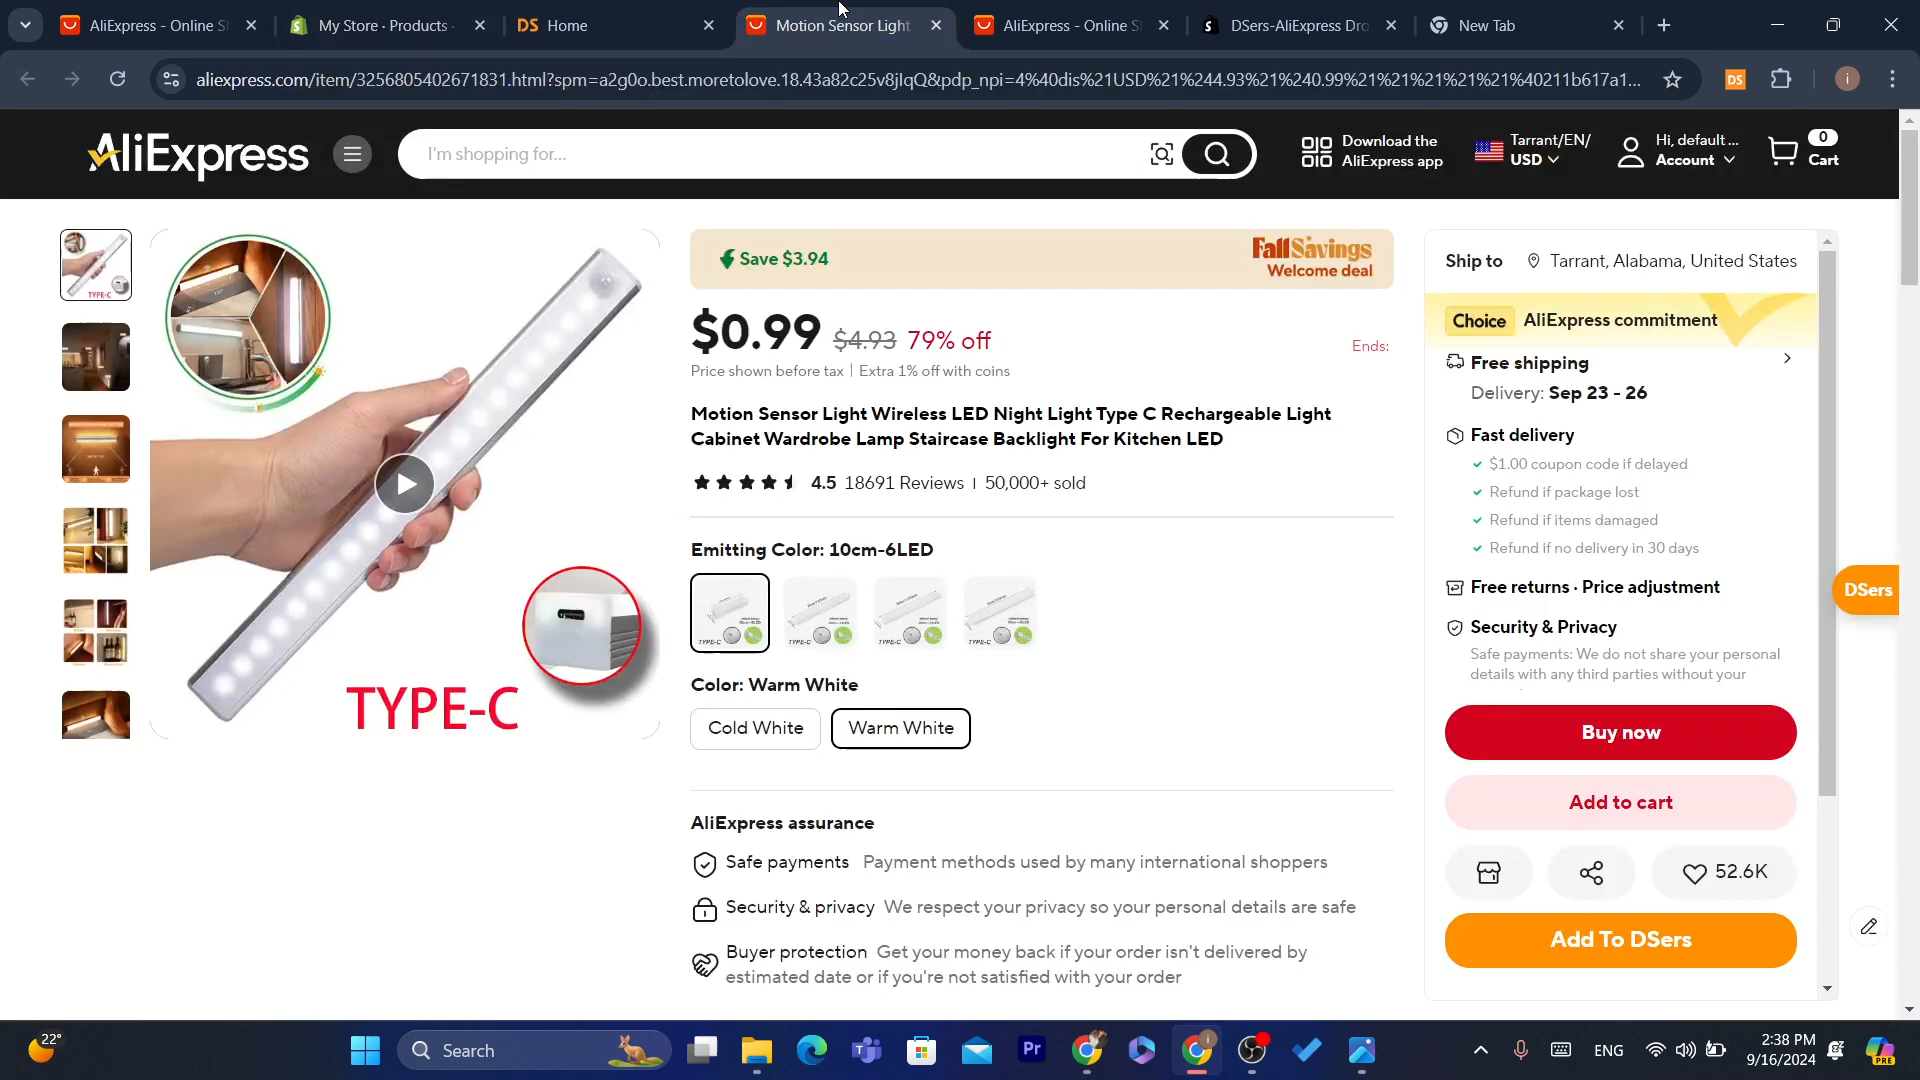 AliExpress - Online S
My Store · Products ·
DS Home
Motion Sensor Light
AliExpress - Online S
DSers-AliExpress Dro
New Tab
aliexpress.com/item/3256805402671831.html?spm=a2g0o.best.moretolove.18.43a82c25v8jIqQ&pdp_npi=4%40dis%21USD%21%244.93%21%240.99%21%21%21%21%21%40211b617a1...
DS
i
AliExpress
I'm shopping for...
Download the
AliExpress app
Tarrant/EN/
USD
Hi, default ...
Account
0
Cart
Save $3.94
Fall Savings
Welcome deal
$0.99 $4.93 79% off
Ends:
Price shown before tax | Extra 1% off with coins
Motion Sensor Light Wireless LED Night Light Type C Rechargeable Light
Cabinet Wardrobe Lamp Staircase Backlight For Kitchen LED
4.5 18691 Reviews | 50,000+ sold
Emitting Color: 10cm-6LED
TYPE-C
TYPE-C
TYPE-C
TYPE-C
Color: Warm White
Cold White
Warm White
AliExpress assurance
Safe payments Payment methods used by many international shoppers
Security & privacy We respect your privacy so your personal details are safe
Buyer protection Get your money back if your order isn't delivered by
estimated date or if you're not satisfied with your order
TYPE-C
TYPE-C
Ship to Tarrant, Alabama, United States
Choice AliExpress commitment
Free shipping
Delivery: Sep 23 - 26
Fast delivery
$1.00 coupon code if delayed
Refund if package lost
Refund if items damaged
Refund if no delivery in 30 days
Free returns · Price adjustment
Security & Privacy
Safe payments: We do not share your personal
details with any third parties without your
Buy now
Add to cart
52.6K
Add To DSers
DSers
22°
Search
Pr
ENG
2:38 PM
9/16/2024
PRE